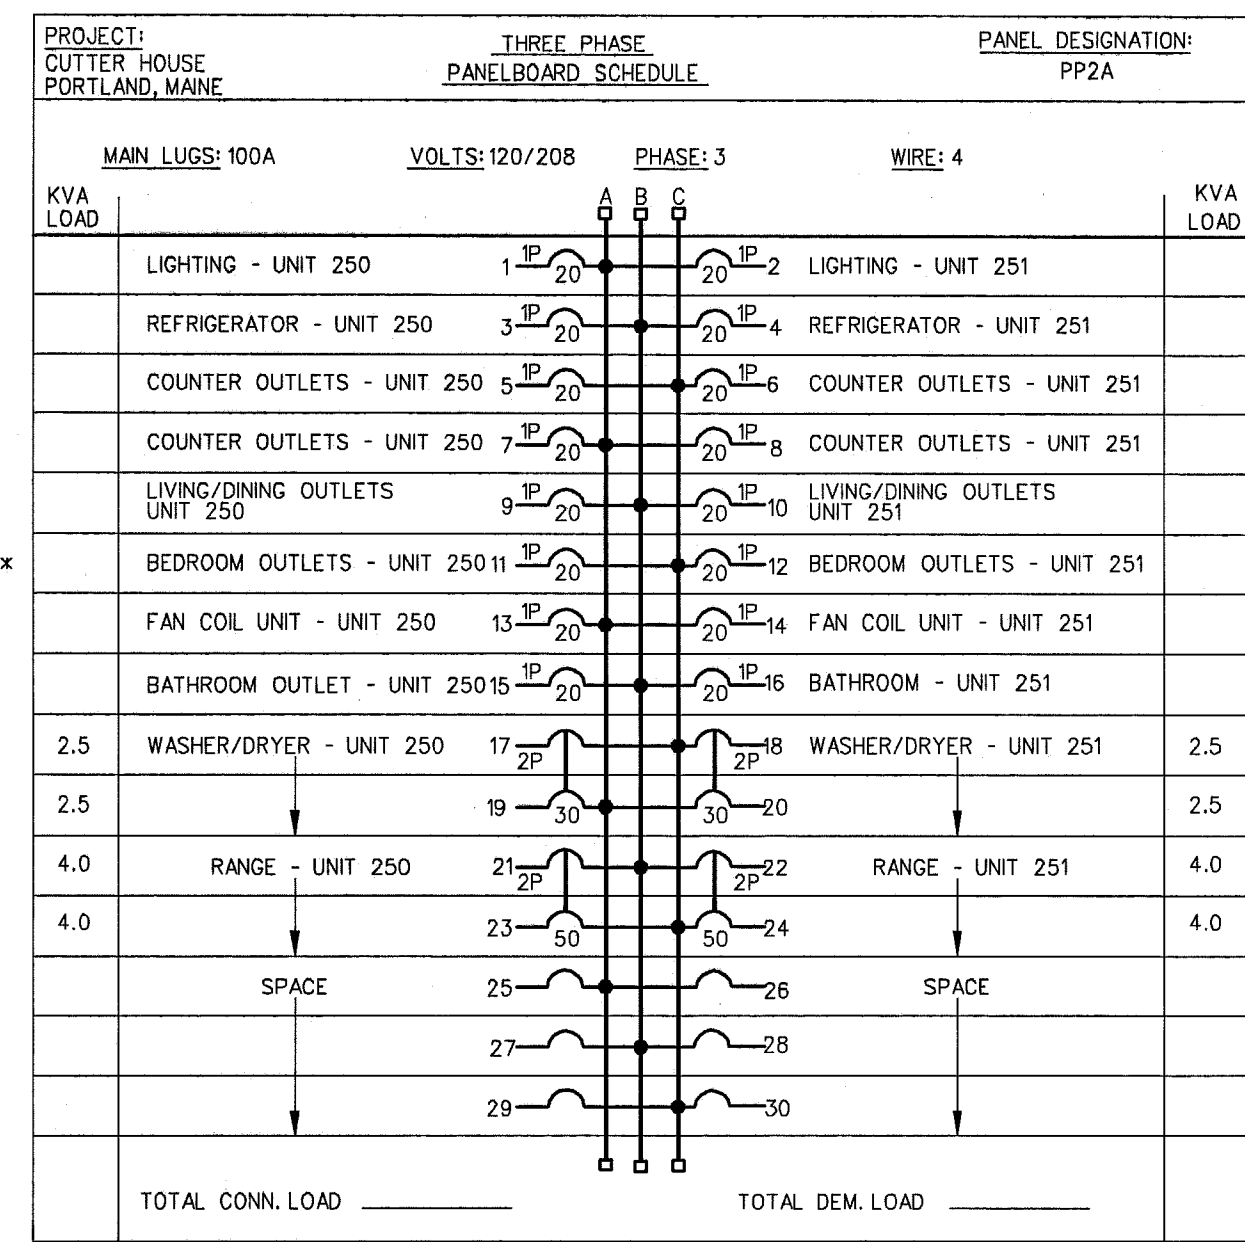 PROJECT:
CUTTER HOUSE
PORTLAND, MAINE
THREE PHASE
PANELBOARD SCHEDULE
PANEL DESIGNATION:
PP2A
MAIN LUGS: 100A VOLTS: 120/208 PHASE: 3 WIRE: 4
KVA LOAD A B C KVA LOAD
LIGHTING - UNIT 250 1 1P 20 20 1P 2 LIGHTING - UNIT 251
REFRIGERATOR - UNIT 250 3 1P 20 20 1P 4 REFRIGERATOR - UNIT 251
COUNTER OUTLETS - UNIT 250 5 1P 20 20 1P 6 COUNTER OUTLETS - UNIT 251
COUNTER OUTLETS - UNIT 250 7 1P 20 20 1P 8 COUNTER OUTLETS - UNIT 251
LIVING/DINING OUTLETS UNIT 250 9 1P 20 20 1P 10 LIVING/DINING OUTLETS UNIT 251
* BEDROOM OUTLETS - UNIT 250 11 1P 20 20 1P 12 BEDROOM OUTLETS - UNIT 251
FAN COIL UNIT - UNIT 250 13 1P 20 20 1P 14 FAN COIL UNIT - UNIT 251
BATHROOM OUTLET - UNIT 250 15 1P 20 20 1P 16 BATHROOM - UNIT 251
2.5 WASHER/DRYER - UNIT 250 17 2P 2P 18 WASHER/DRYER - UNIT 251 2.5
2.5 19 30 30 20 2.5
4.0 RANGE - UNIT 250 21 2P 2P 22 RANGE - UNIT 251 4.0
4.0 23 50 50 24 4.0
SPACE 25 26 SPACE
27 28
29 30
TOTAL CONN. LOAD TOTAL DEM. LOAD